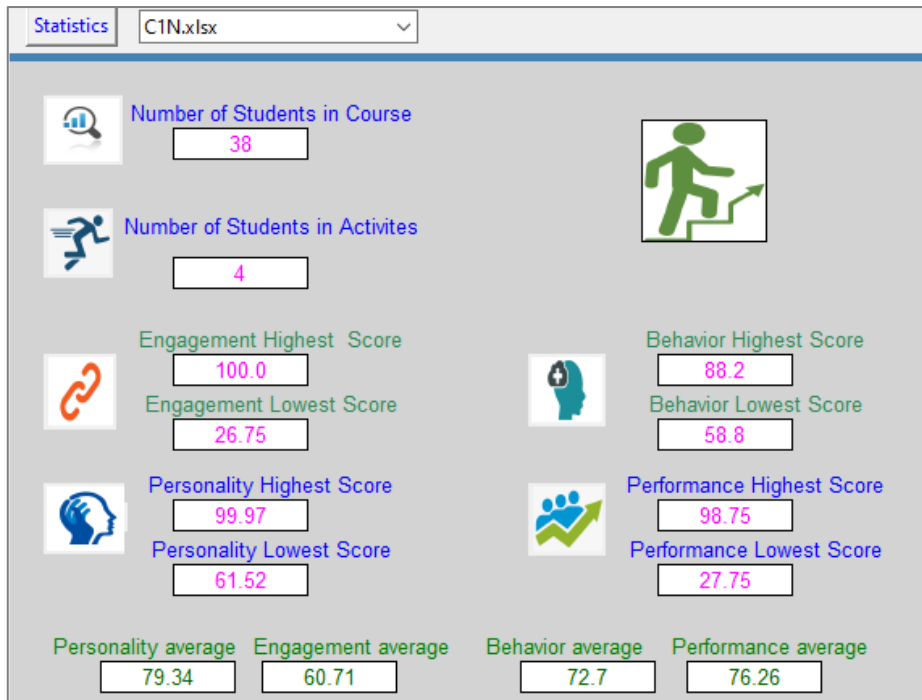 Statistics C1N.xlsx
Number of Students in Course
38
Number of Students in Activites
4
Engagement Highest Score
100.0
Engagement Lowest Score
26.75
Behavior Highest Score
88.2
Behavior Lowest Score
58.8
Personality Highest Score
99.97
Personality Lowest Score
61.52
Performance Highest Score
98.75
Performance Lowest Score
27.75
Personality average Engagement average Behavior average Performance average
79.34 60.71 72.7 76.26